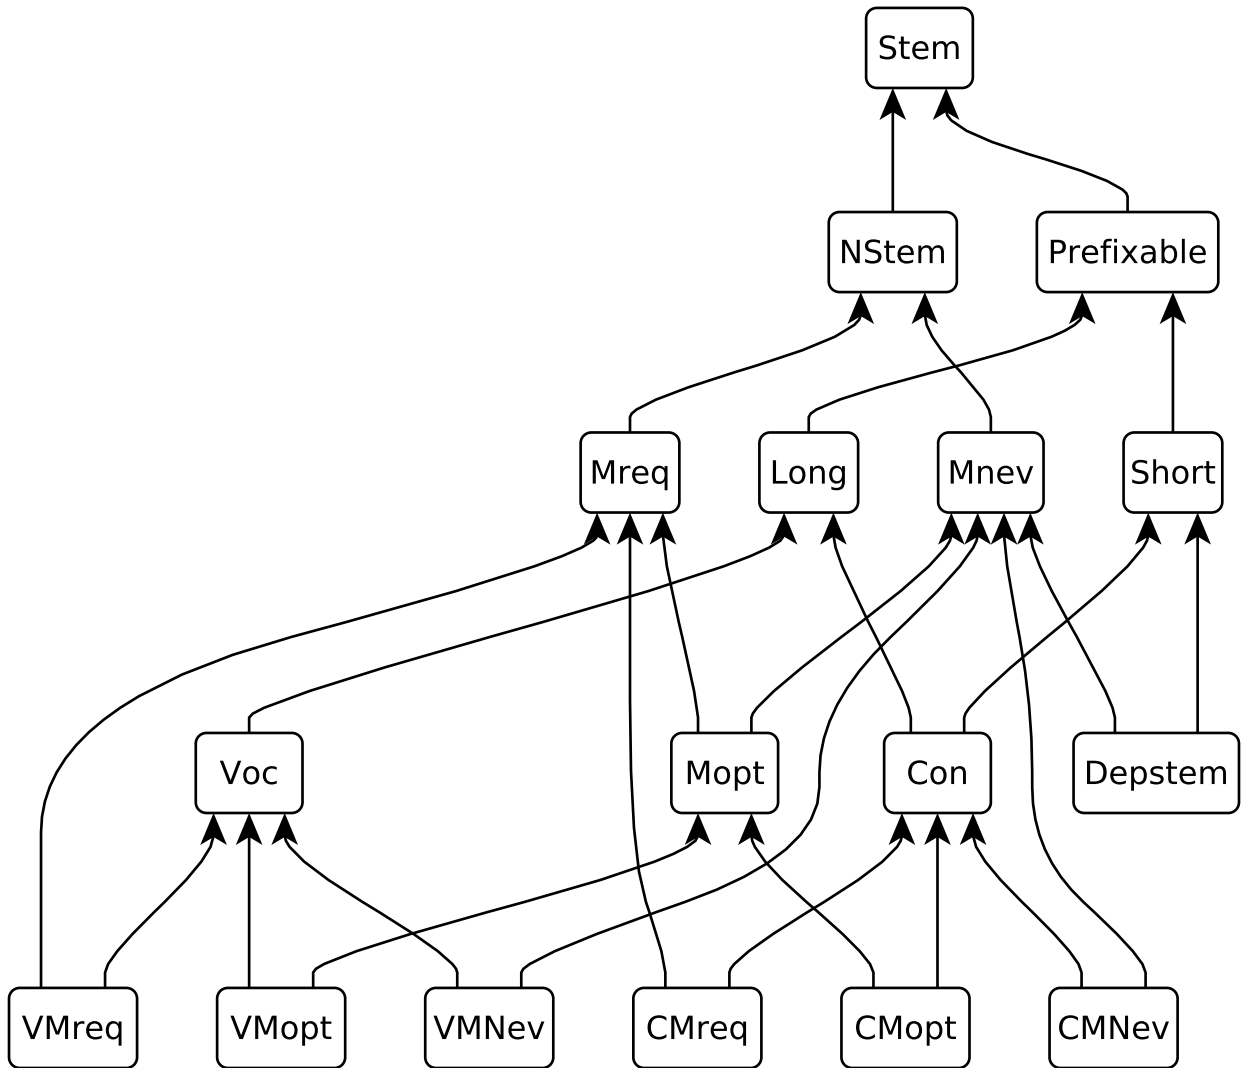 Stem
NStem
Prefixable
Mreq
Long
Mnev
Short
Voc
Mopt
Con
Depstem
VMreq
VMopt
VMNev
CMreq
CMopt
CMNev